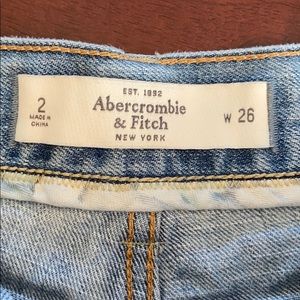 EST. 1892
2
MADE IN
CHINA
Abercrombie
& Fitch
NEW YORK
W 26